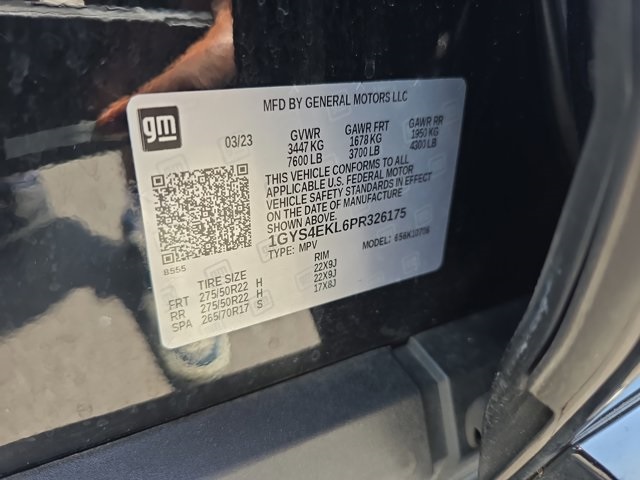 MFD BY GENERAL MOTORS LLC
gm
03/23 GVWR GAWR FRT GAWR RR
3447 KG 1678 KG 1950 KG
7600 LB 3700 LB 4300 LB
THIS VEHICLE CONFORMS TO ALL
APPLICABLE U.S. FEDERAL MOTOR
VEHICLE SAFETY STANDARDS IN EFFECT
ON THE DATE OF MANUFACTURE
SHOWN ABOVE.
1GYS4EKL6PR326175
TYPE: MPV MODEL: 6S6K10706
BS55
TIRE SIZE RIM
FRT 275/50R22 H 22X9J
RR 275/50R22 H 22X9J
SPA 265/70R17 S 17X8J